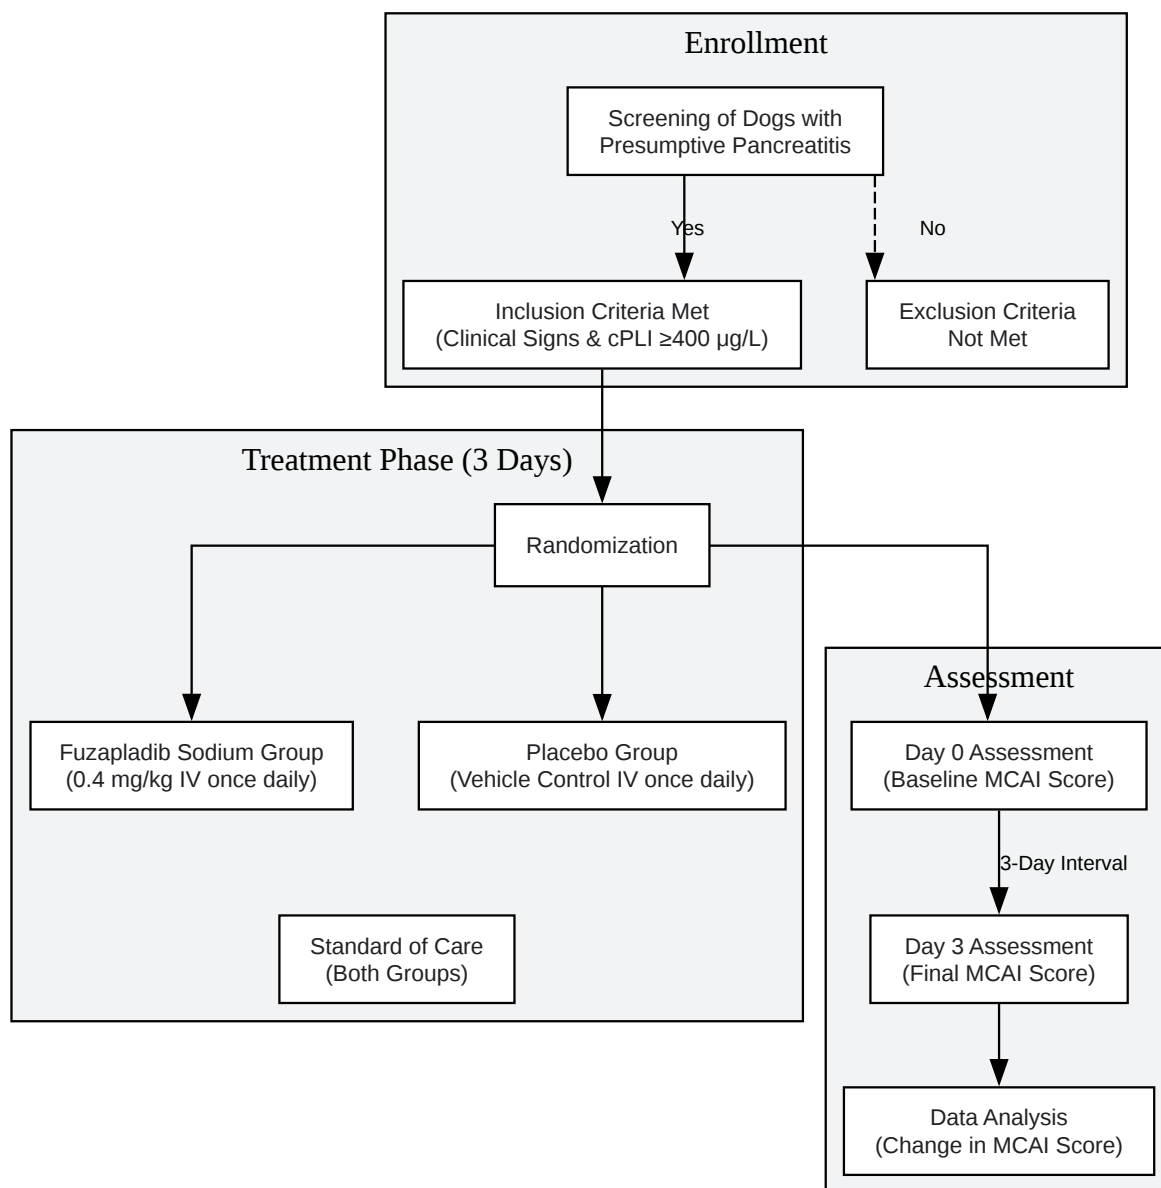 Enrollment
Screening of Dogs with
Presumptive Pancreatitis
Yes
No
Inclusion Criteria Met
(Clinical Signs & cPLI ≥400 µg/L)
Exclusion Criteria
Not Met
Treatment Phase (3 Days)
Randomization
Fuzapladib Sodium Group
(0.4 mg/kg IV once daily)
Placebo Group
(Vehicle Control IV once daily)
Standard of Care
(Both Groups)
Assessment
Day 0 Assessment
(Baseline MCAI Score)
3-Day Interval
Day 3 Assessment
(Final MCAI Score)
Data Analysis
(Change in MCAI Score)